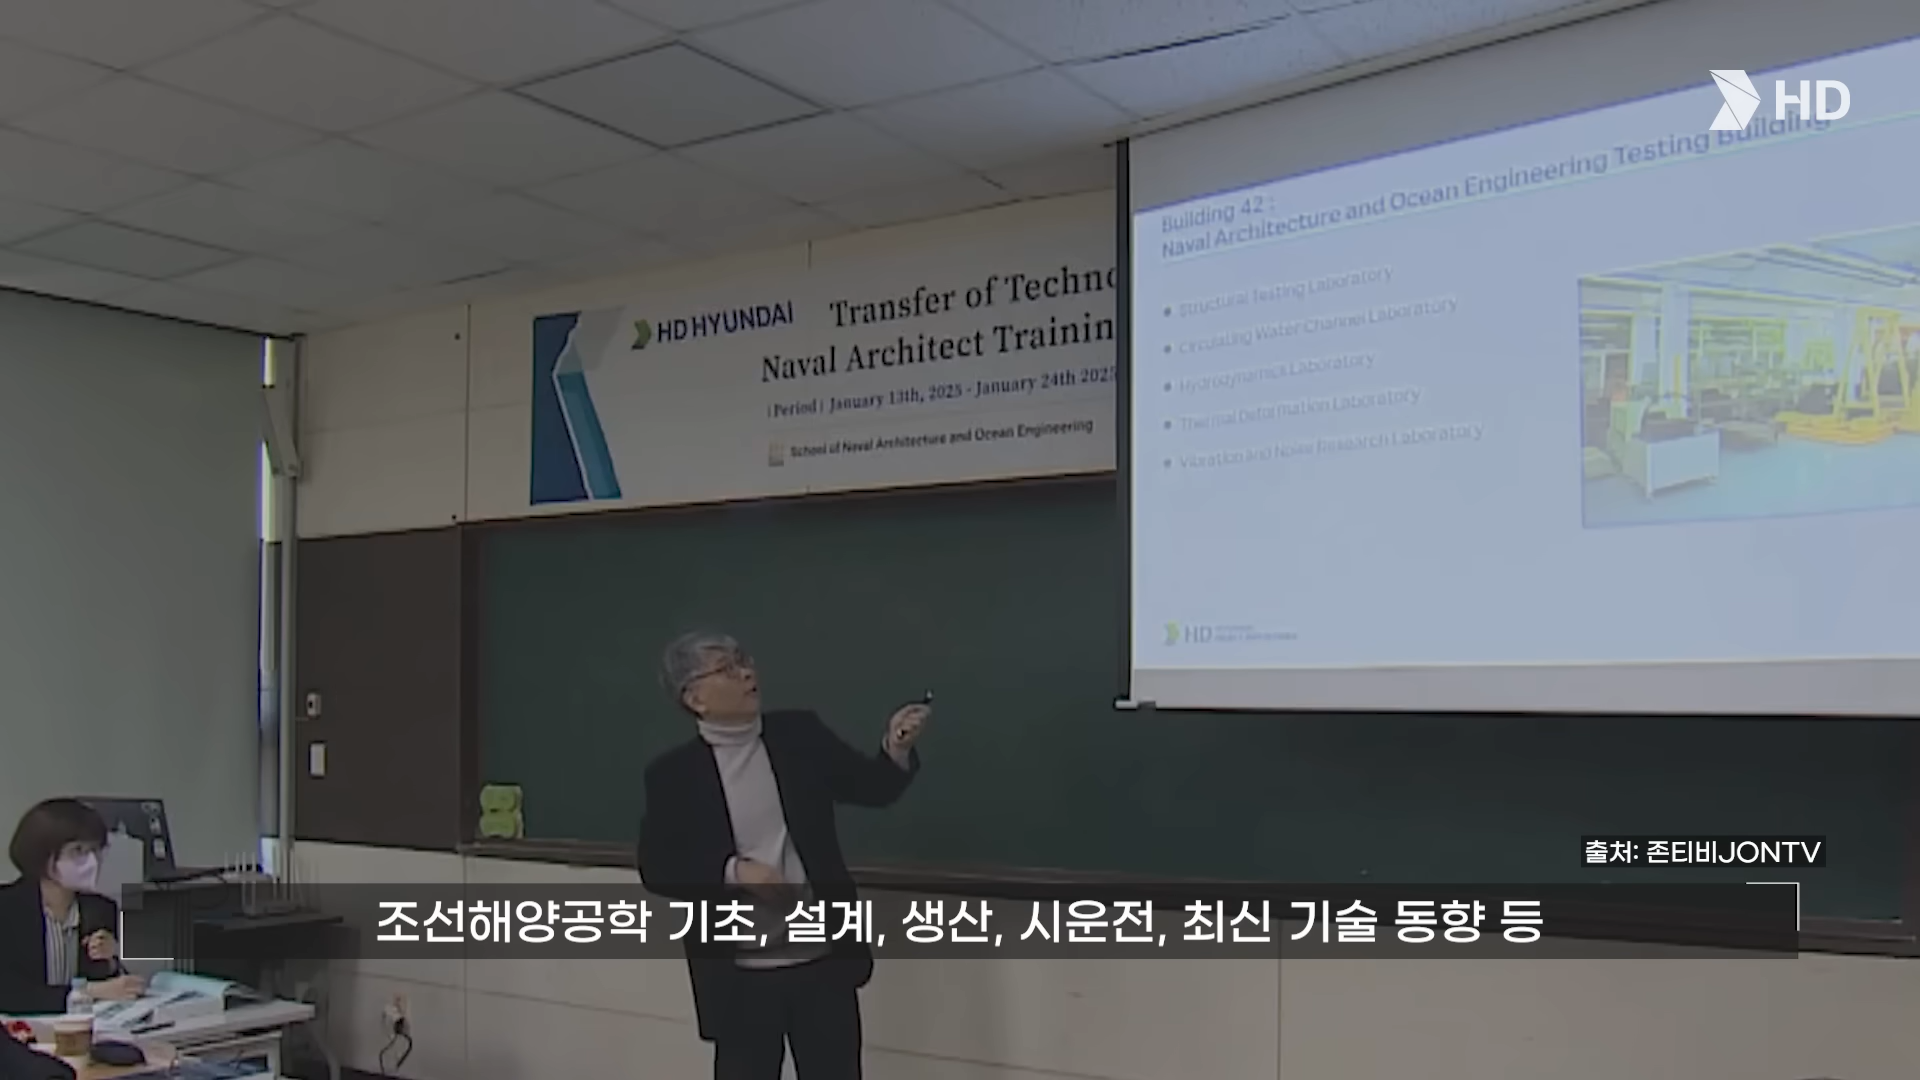 HD
Building 42 :
Naval Architecture and Ocean Engineering Testing Building
Structural Testing Laboratory
Circulating Water Channel Laboratory
Hydrodynamics Laboratory
Thermal Deformation Laboratory
Vibration and Noise Research Laboratory
HD
HD HYUNDAI
Transfer of Techno
Naval Architect Trainin
| Period | January 13th, 2025 - January 24th 2025
School of Naval Architecture and Ocean Engineering
출처: 존티비JONTV
조선해양공학 기초, 설계, 생산, 시운전, 최신 기술 동향 등